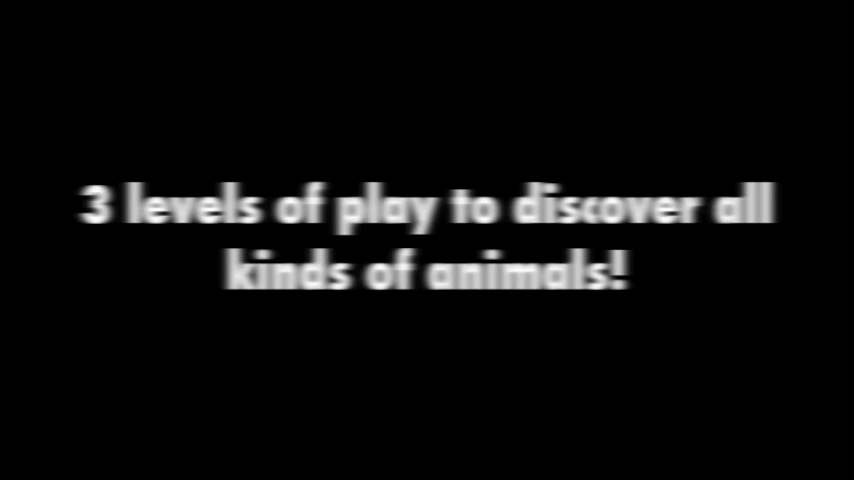 3 levels of play to discover all
kinds of animals!